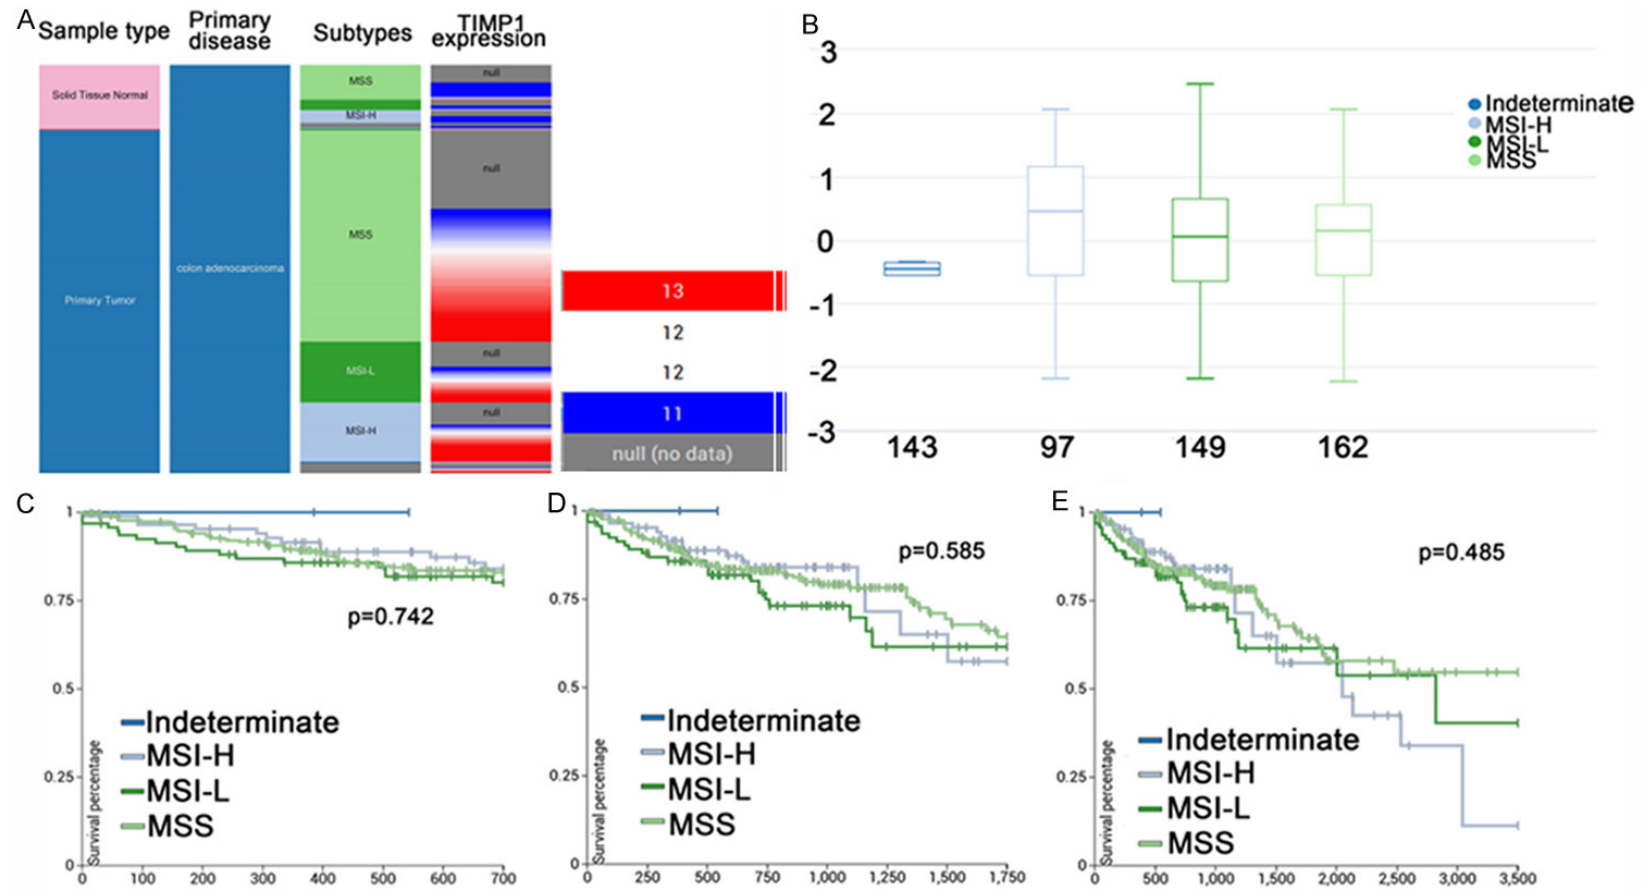 A
Sample type
Primary
disease
Subtypes
TIMP1
expression
Solid Tissue Normal
Primary Tumor
colon adenocarcinoma
MSS
MSI-H
MSS
MSI-L
MSI-H
null
null
null
null
13
12
12
11
null (no data)
B
3
2
1
0
-1
-2
-3
143 97 149 162
Indeterminate
MSI-H
MSI-L
MSS
C
1
0.75
0.5
0.25
0
Survival percentage
p=0.742
Indeterminate
MSI-H
MSI-L
MSS
0 100 200 300 400 500 600 700
D
1
0.75
0.5
0.25
0
Survival percentage
p=0.585
Indeterminate
MSI-H
MSI-L
MSS
0 250 500 750 1,000 1,250 1,500 1,750
E
1
0.75
0.5
0.25
0
Survival percentage
p=0.485
Indeterminate
MSI-H
MSI-L
MSS
0 500 1,000 1,500 2,000 2,500 3,000 3,500